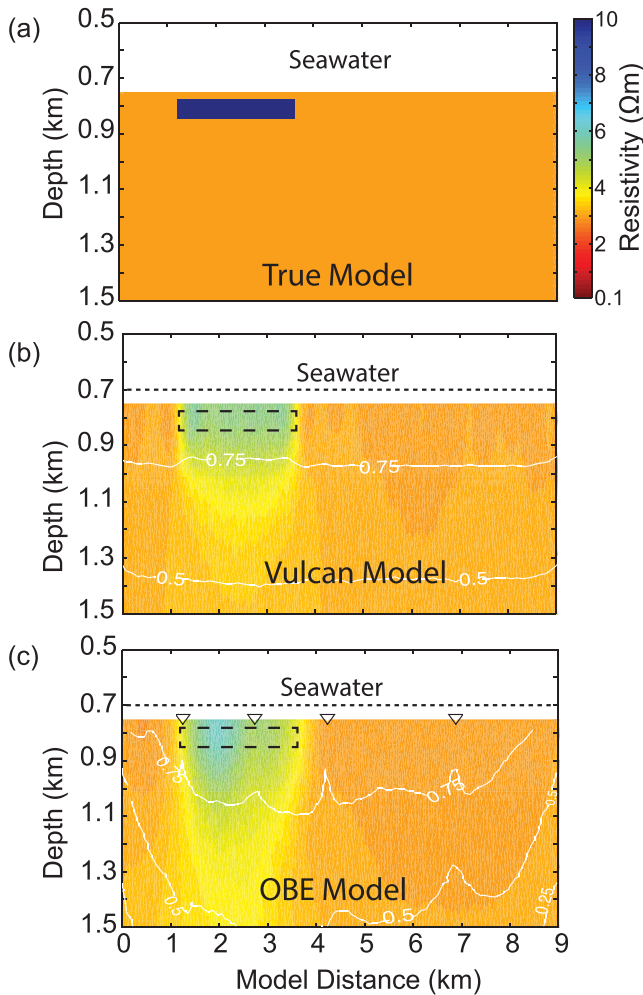 (a)
0.5
0.7
0.9
1.1
1.3
1.5
Depth (km)
Seawater
True Model
10
8
6
4
2
0.1
Resistivity (Ωm)
(b)
0.5
0.7
0.9
1.1
1.3
1.5
Depth (km)
Seawater
0.75
0.75
Vulcan Model
0.5
0.5
(c)
0.5
0.7
0.9
1.1
1.3
1.5
Depth (km)
Seawater
0.75
0.75
0.5
OBE Model
0.5
0.5
0.25
0 1 2 3 4 5 6 7 8 9
Model Distance (km)